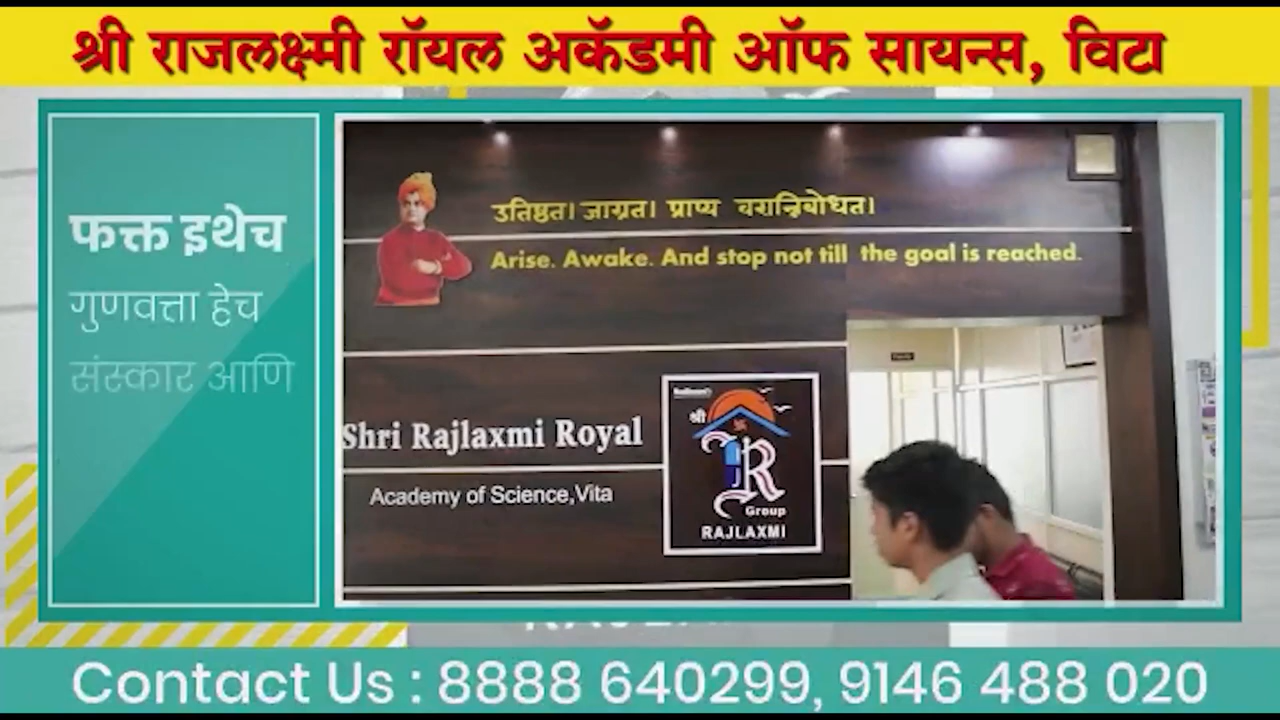 श्री राजलक्ष्मी रॉयल अकॅडमी ऑफ सायन्स, विटा
फक्त इथेच
गुणवत्ता हेच
संस्कार आणि
उतिष्ठत। जाग्रत। प्राप्य वरान्निबोधत।
Arise. Awake. And stop not till the goal is reached.
Shri Rajlaxmi Royal
Academy of Science,Vita
श्री
R
Group
RAJLAXMI
Contact Us : 8888 640299, 9146 488 020